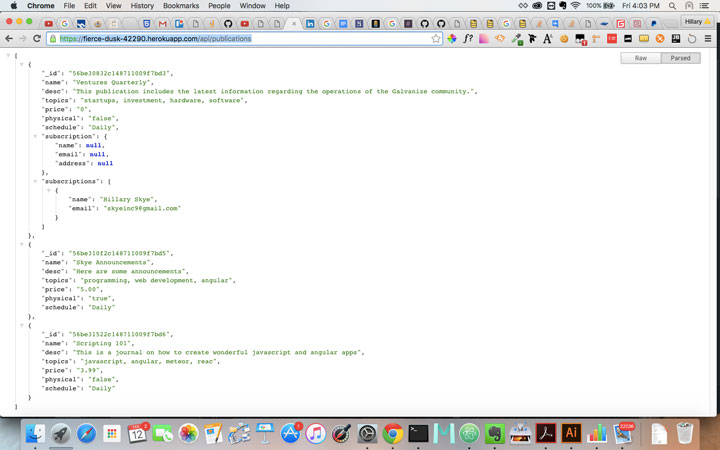 Chrome File Edit View History Bookmarks People Window Help
100% Fri 4:03 PM
Hillary
https://fierce-dusk-42290.herokuapp.com/api/publications
Raw Parsed
[
{
"_id": "56be30832c148711009f7bd3",
"name": "Ventures Quarterly",
"desc": "This publication includes the latest information regarding the operations of the Galvanize community.",
"topics": "startups, investment, hardware, software",
"price": "0",
"physical": "false",
"schedule": "Daily",
"subscription": {
"name": null,
"email": null,
"address": null
},
"subscriptions": [
{
"name": "Hillary Skye",
"email": "skyeinc9@gmail.com"
}
]
},
{
"_id": "56be310f2c148711009f7bd5",
"name": "Skye Announcements",
"desc": "Here are some announcements",
"topics": "programming, web development, angular",
"price": "5.00",
"physical": "true",
"schedule": "Daily"
},
{
"_id": "56be31522c148711009f7bd6",
"name": "Scripting 101",
"desc": "This is a journal on how to create wonderful javascript and angular apps",
"topics": "javascript, angular, meteor, reac",
"price": "3.99",
"physical": "false",
"schedule": "Daily"
}
]
12
Ai